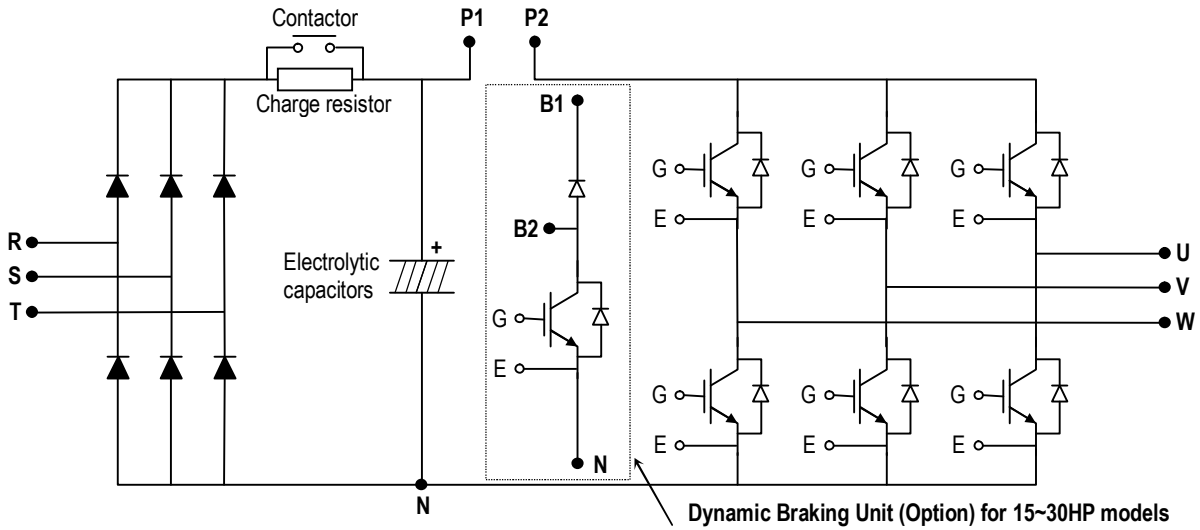 Contactor
P1
P2
Charge resistor
B1
G
G
G
E
E
E
B2
R
S
T
+
Electrolytic
capacitors
U
V
W
G
E
G
G
G
E
E
E
N
N
Dynamic Braking Unit (Option) for 15~30HP models